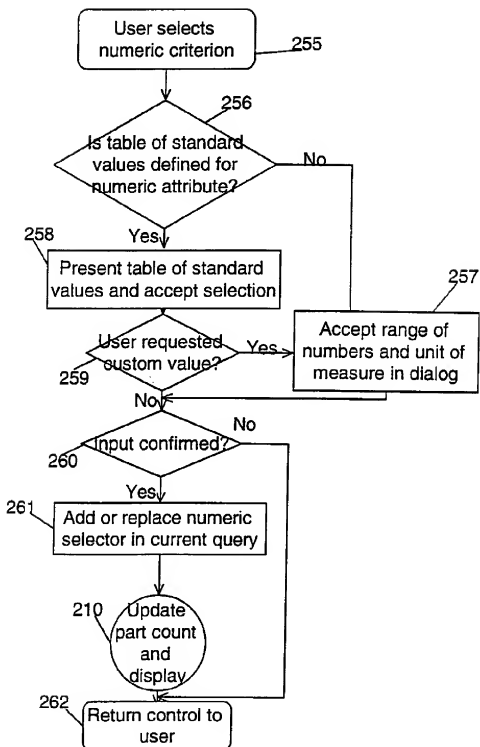 User selects
numeric criterion
255
256
Is table of standard
values defined for
numeric attribute?
No
Yes
258
Present table of standard
values and accept selection
257
Accept range of
numbers and unit of
measure in dialog
User requested
custom value?
Yes
259
No
No
Input confirmed?
260
Yes
261
Add or replace numeric
selector in current query
210
Update
part count
and
display
262
Return control to
user